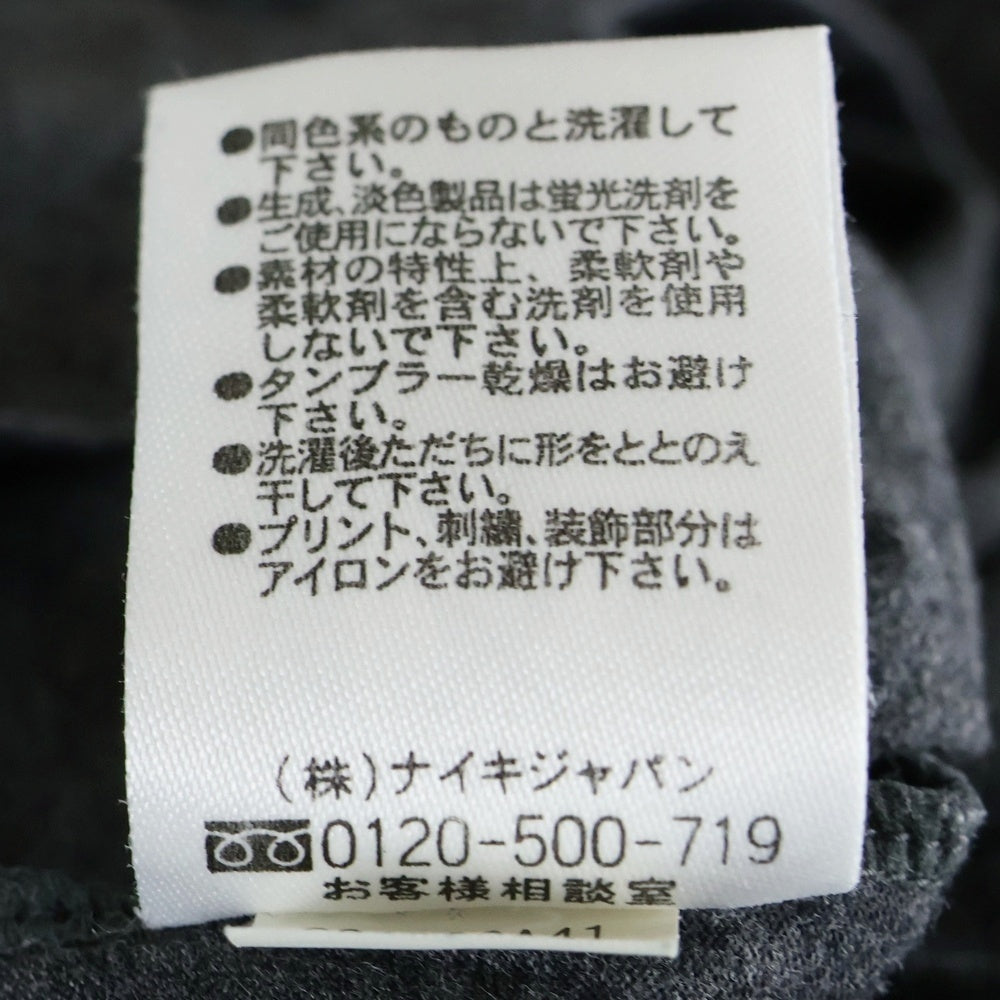 ●同色系のものと洗濯して
下さい。
●生成、淡色製品は蛍光洗剤を
ご使用にならないで下さい。
●素材の特性上、柔軟剤や
柔軟剤を含む洗剤を使用
しないで下さい。
●タンブラー乾燥はお避け
下さい。
●洗濯後ただちに形をととのえ
干して下さい。
●プリント、刺繍、装飾部分は
アイロンをお避け下さい。
(株)ナイキジャパン
0120-500-719
お客様相談室